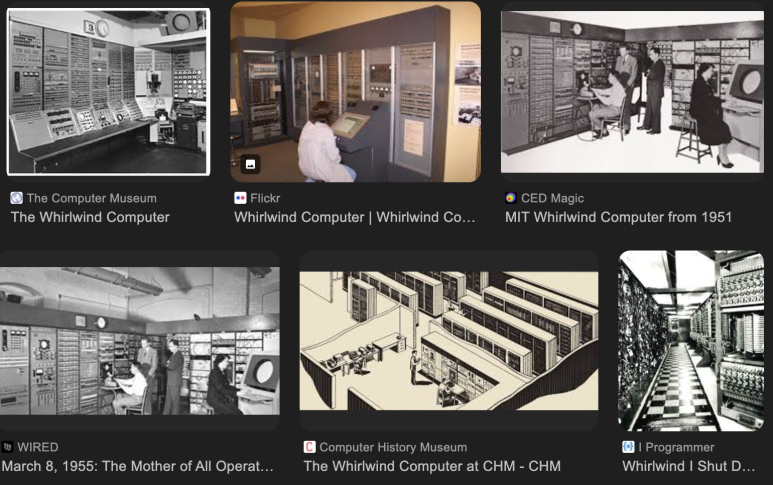 3
The Computer Museum
The Whirlwind Computer
Flickr
Whirlwind Computer | Whirlwind Co...
CED Magic
MIT Whirlwind Computer from 1951
WIRED
March 8, 1955: The Mother of All Operat...
Computer History Museum
The Whirlwind Computer at CHM - CHM
I Programmer
Whirlwind I Shut D...